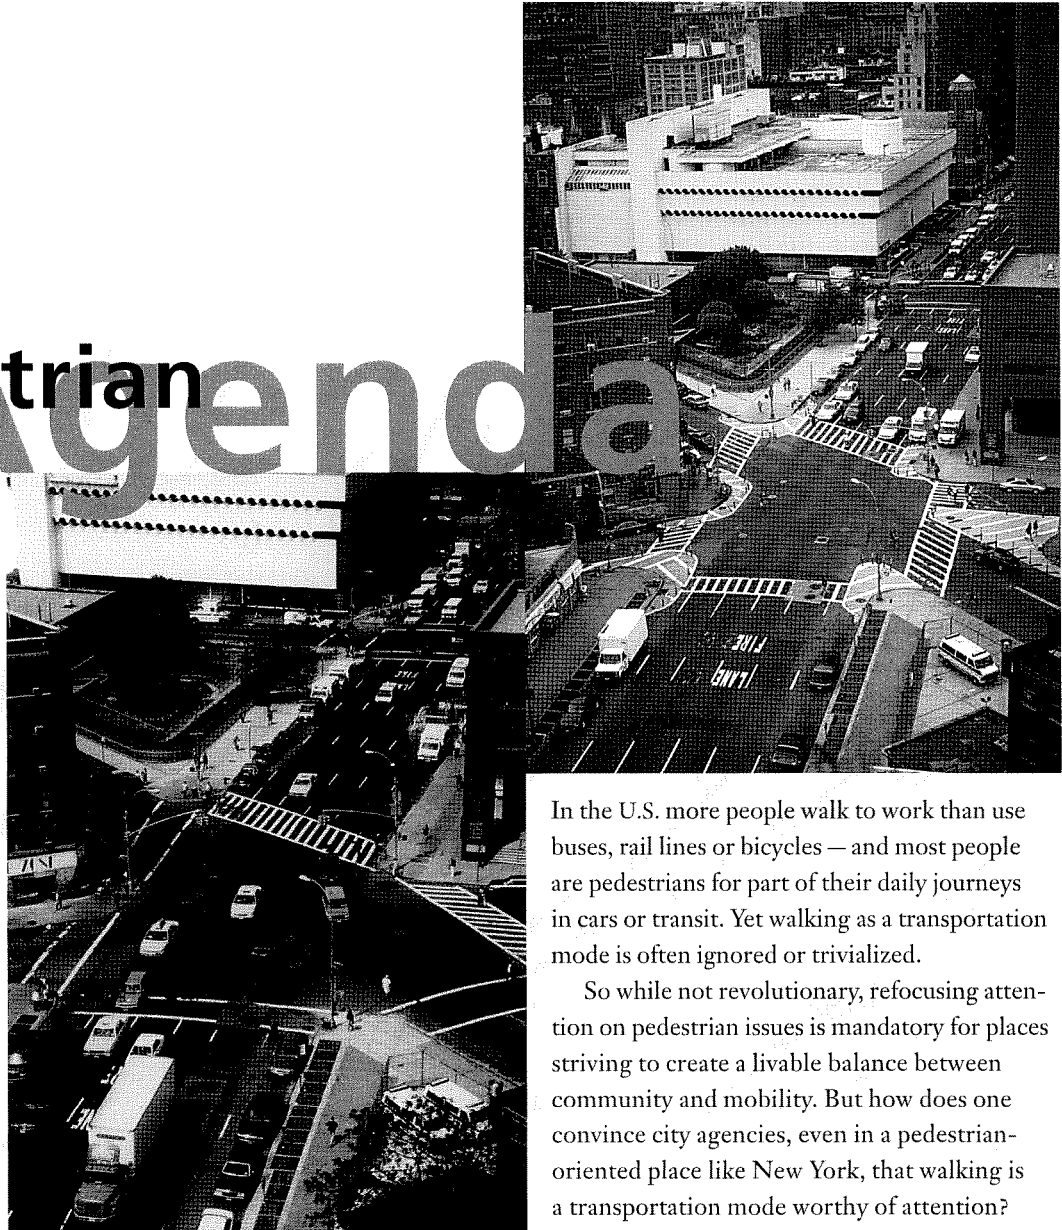 trian
Agenda
FIRE
LANE
In the U.S. more people walk to work than use
buses, rail lines or bicycles — and most people
are pedestrians for part of their daily journeys
in cars or transit. Yet walking as a transportation
mode is often ignored or trivialized.
So while not revolutionary, refocusing atten-
tion on pedestrian issues is mandatory for places
striving to create a livable balance between
community and mobility. But how does one
convince city agencies, even in a pedestrian-
oriented place like New York, that walking is
a transportation mode worthy of attention?